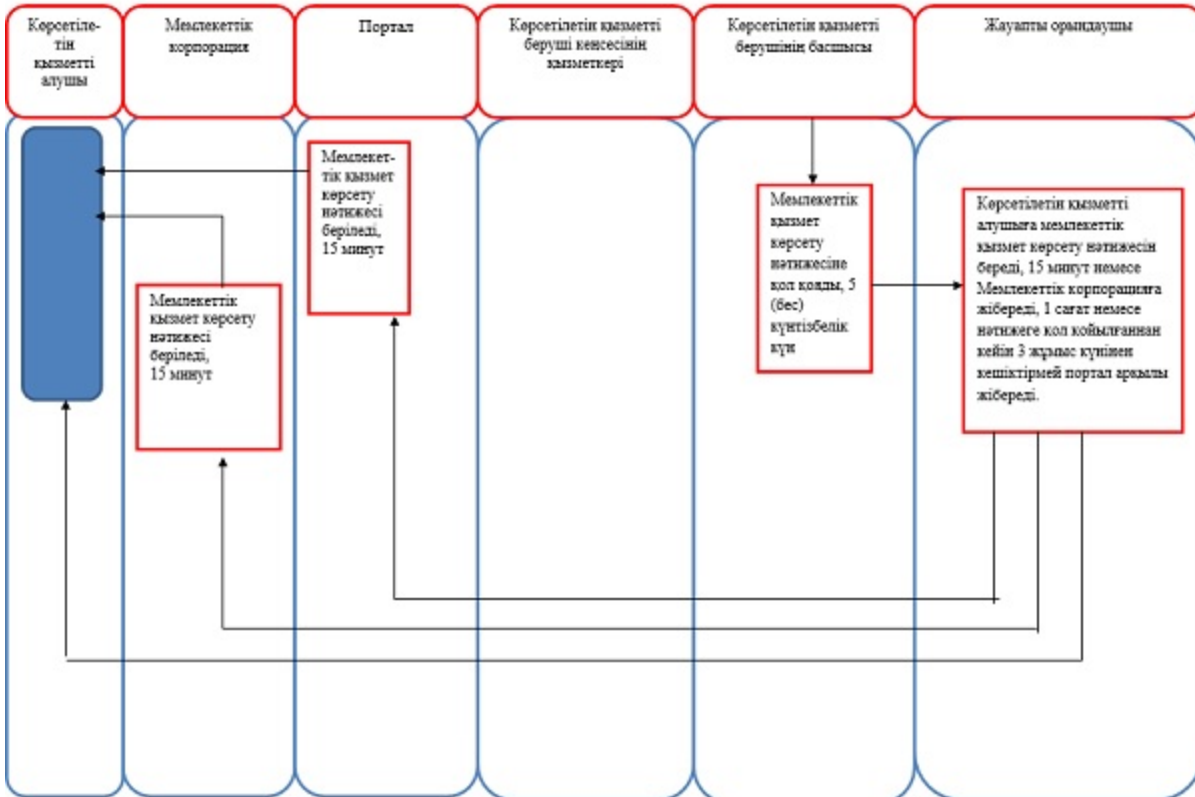 Көрсетіле-
тін
қызметті
алушы
Мемлекеттік
корпорация
Портал
Көрсетілетін қызметті
беруші кеңсесінің
қызметкері
Көрсетілетін қызметті
берушінің басшысы
Жауапты орындаушы
Мемлекет-
тік қызмет
көрсету
нәтижесі
беріледі,
15 минут
Мемлекеттік
қызмет көрсету
нәтижесі
беріледі,
15 минут
Мемлекеттік
қызмет
көрсету
нәтижесіне
қол қояды, 5
(бес)
күнтізбелік
күн
Көрсетілетін қызметті
алушыға мемлекеттік
қызмет көрсету нәтижесін
береді, 15 минут немесе
Мемлекеттік корпорацияға
жібереді, 1 сағат немесе
нәтижеге қол қойылғаннан
кейін 3 жұмыс күнінен
кешіктірмей портал арқылы
жібереді.